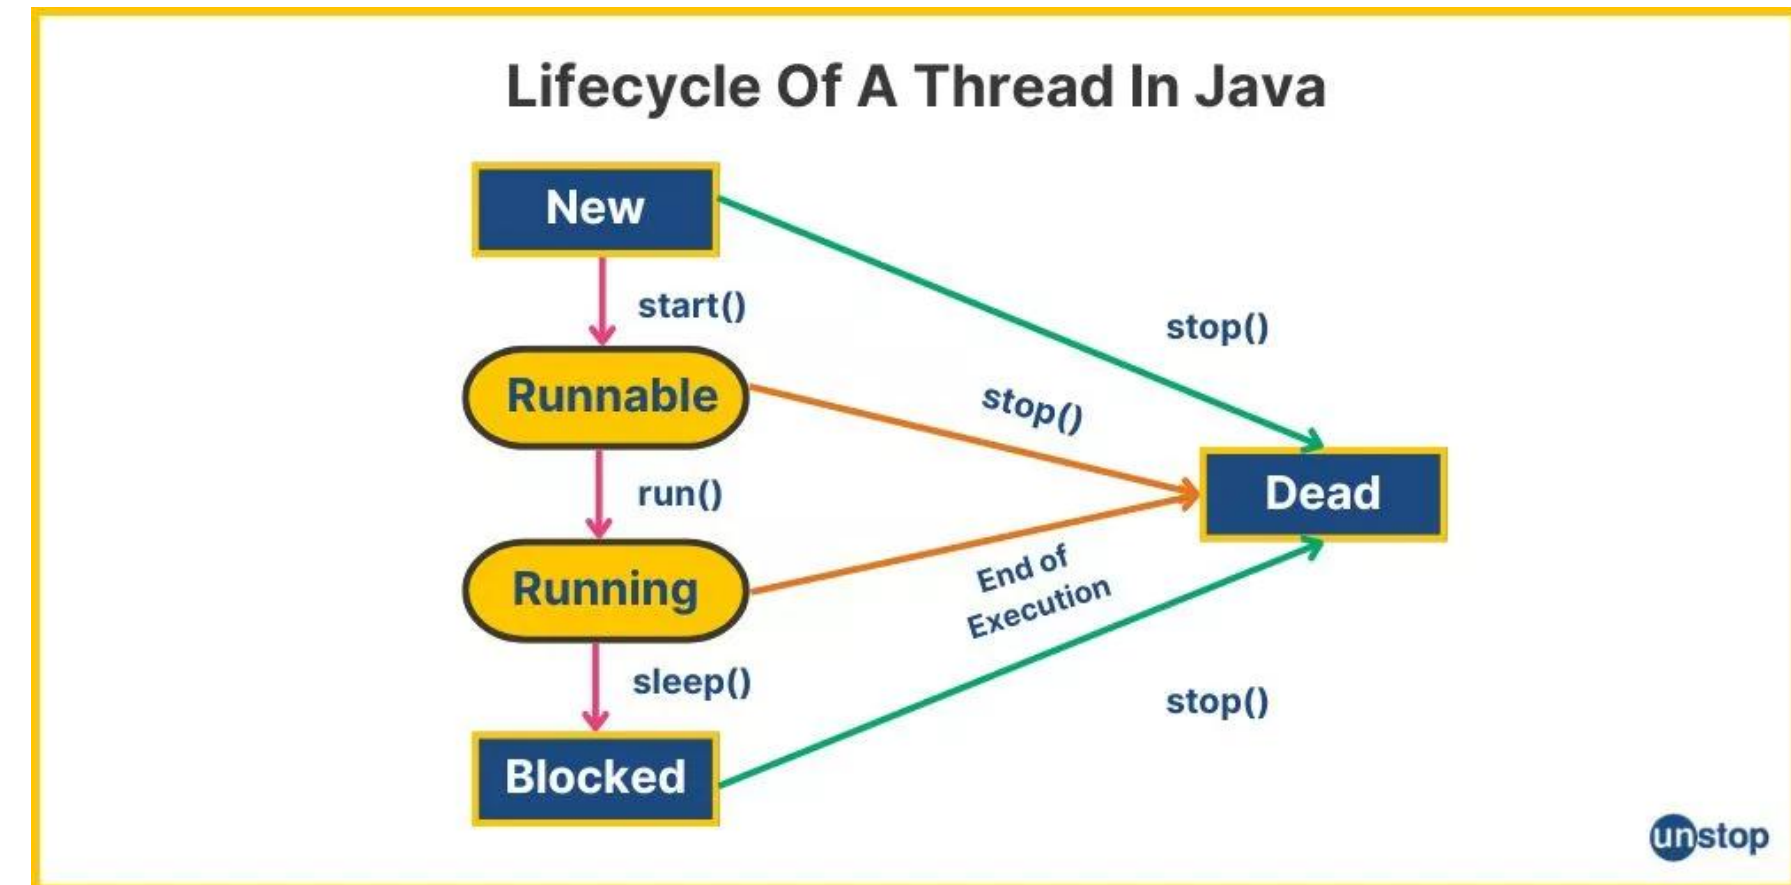 Lifecycle Of A Thread In Java
New
start()
stop()
Runnable
stop()
run()
Dead
Running
End of
Execution
sleep()
stop()
Blocked
unstop